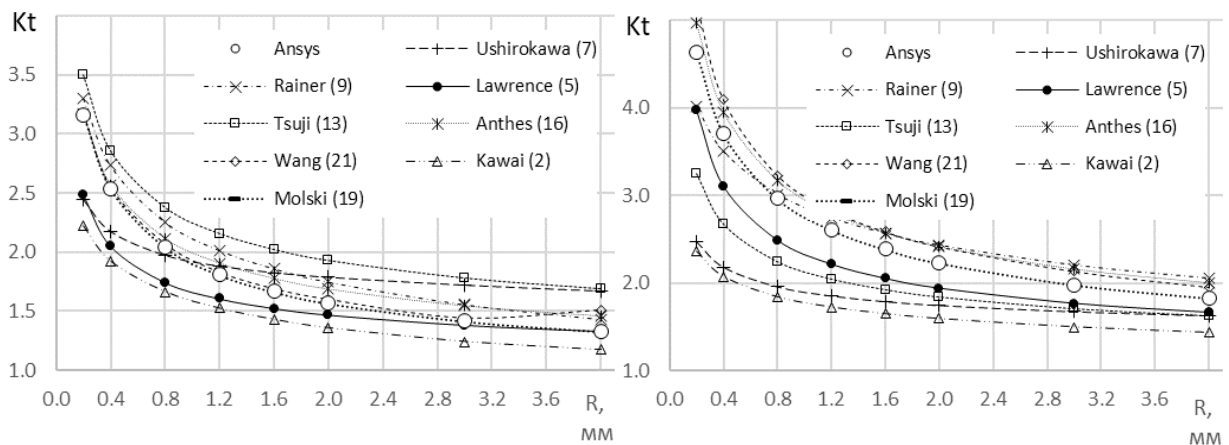 Kt
3.5
3.0
2.5
2.0
1.5
1.0
0.0 0.4 0.8 1.2 1.6 2.0 2.4 2.8 3.2 3.6 R,
мм
Ansys Ushirokawa (7)
Rainer (9) Lawrence (5)
Tsuji (13) Anthes (16)
Wang (21) Kawai (2)
Molski (19)
Kt
4.0
3.0
2.0
1.0
0.0 0.4 0.8 1.2 1.6 2.0 2.4 2.8 3.2 3.6 R,
мм
Ansys Ushirokawa (7)
Rainer (9) Lawrence (5)
Tsuji (13) Anthes (16)
Wang (21) Kawai (2)
Molski (19)